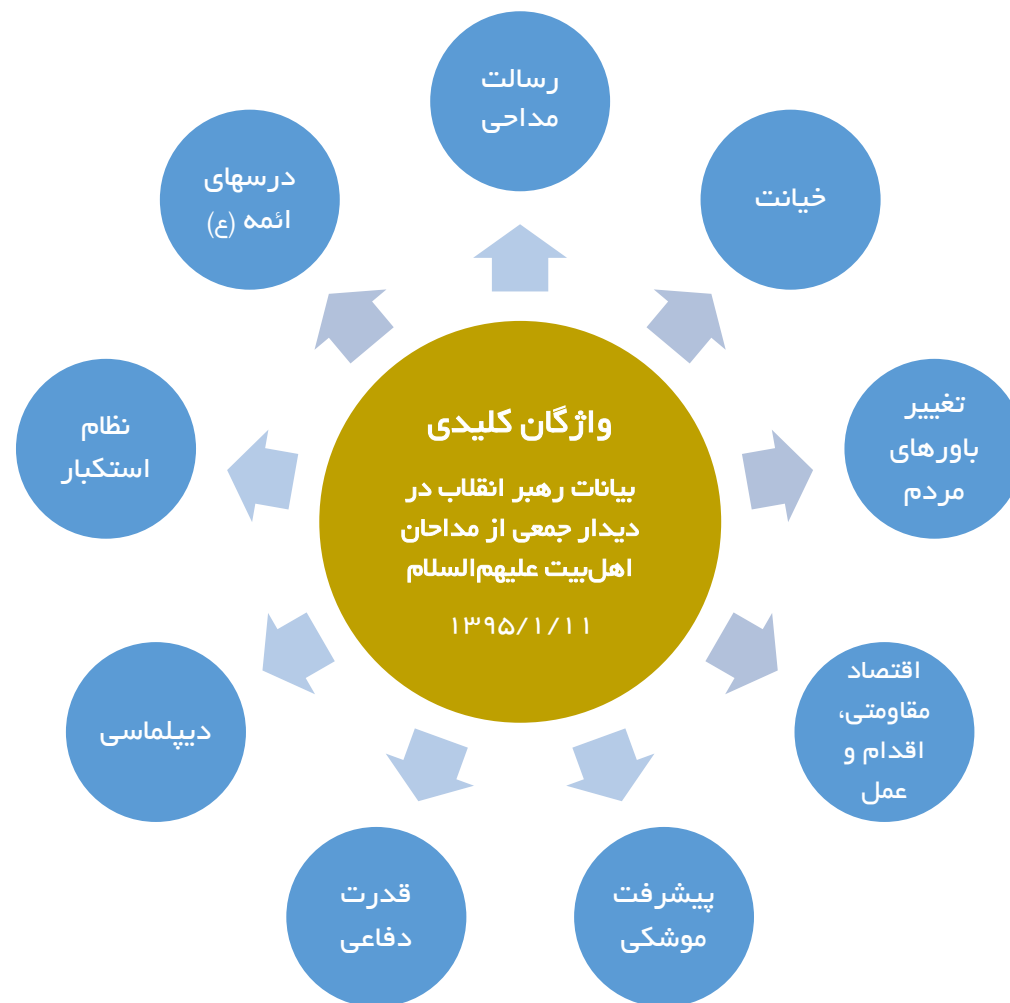 واژگان کلیدی
بیانات رهبر انقلاب در
دیدار جمعی از مداحان
اهل‌بیت علیهم‌السلام
۱۳۹۵/۱/۱۱
رسالت
مداحی
خیانت
تغییر
باورهای
مردم
اقتصاد
مقاومتی،
اقدام و
عمل
پیشرفت
موشکی
قدرت
دفاعی
دیپلماسی
نظام
استکبار
درسهای
ائمه (ع)